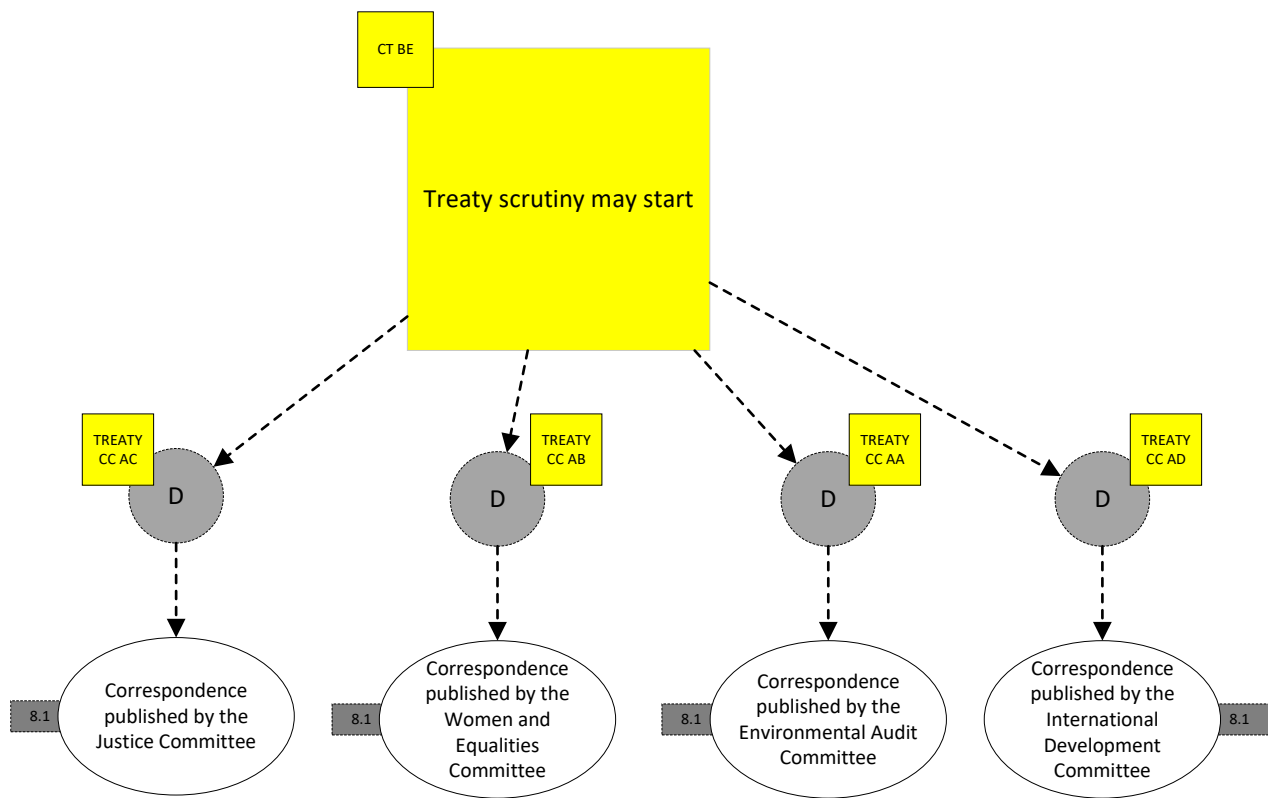 CT BE
Treaty scrutiny may start
TREATY
CC AC
D
TREATY
CC AB
D
TREATY
CC AA
D
TREATY
CC AD
D
8.1
Correspondence
published by the
Justice Committee
8.1
Correspondence
published by the
Women and
Equalities
Committee
8.1
Correspondence
published by the
Environmental Audit
Committee
Correspondence
published by the
International
Development
Committee
8.1